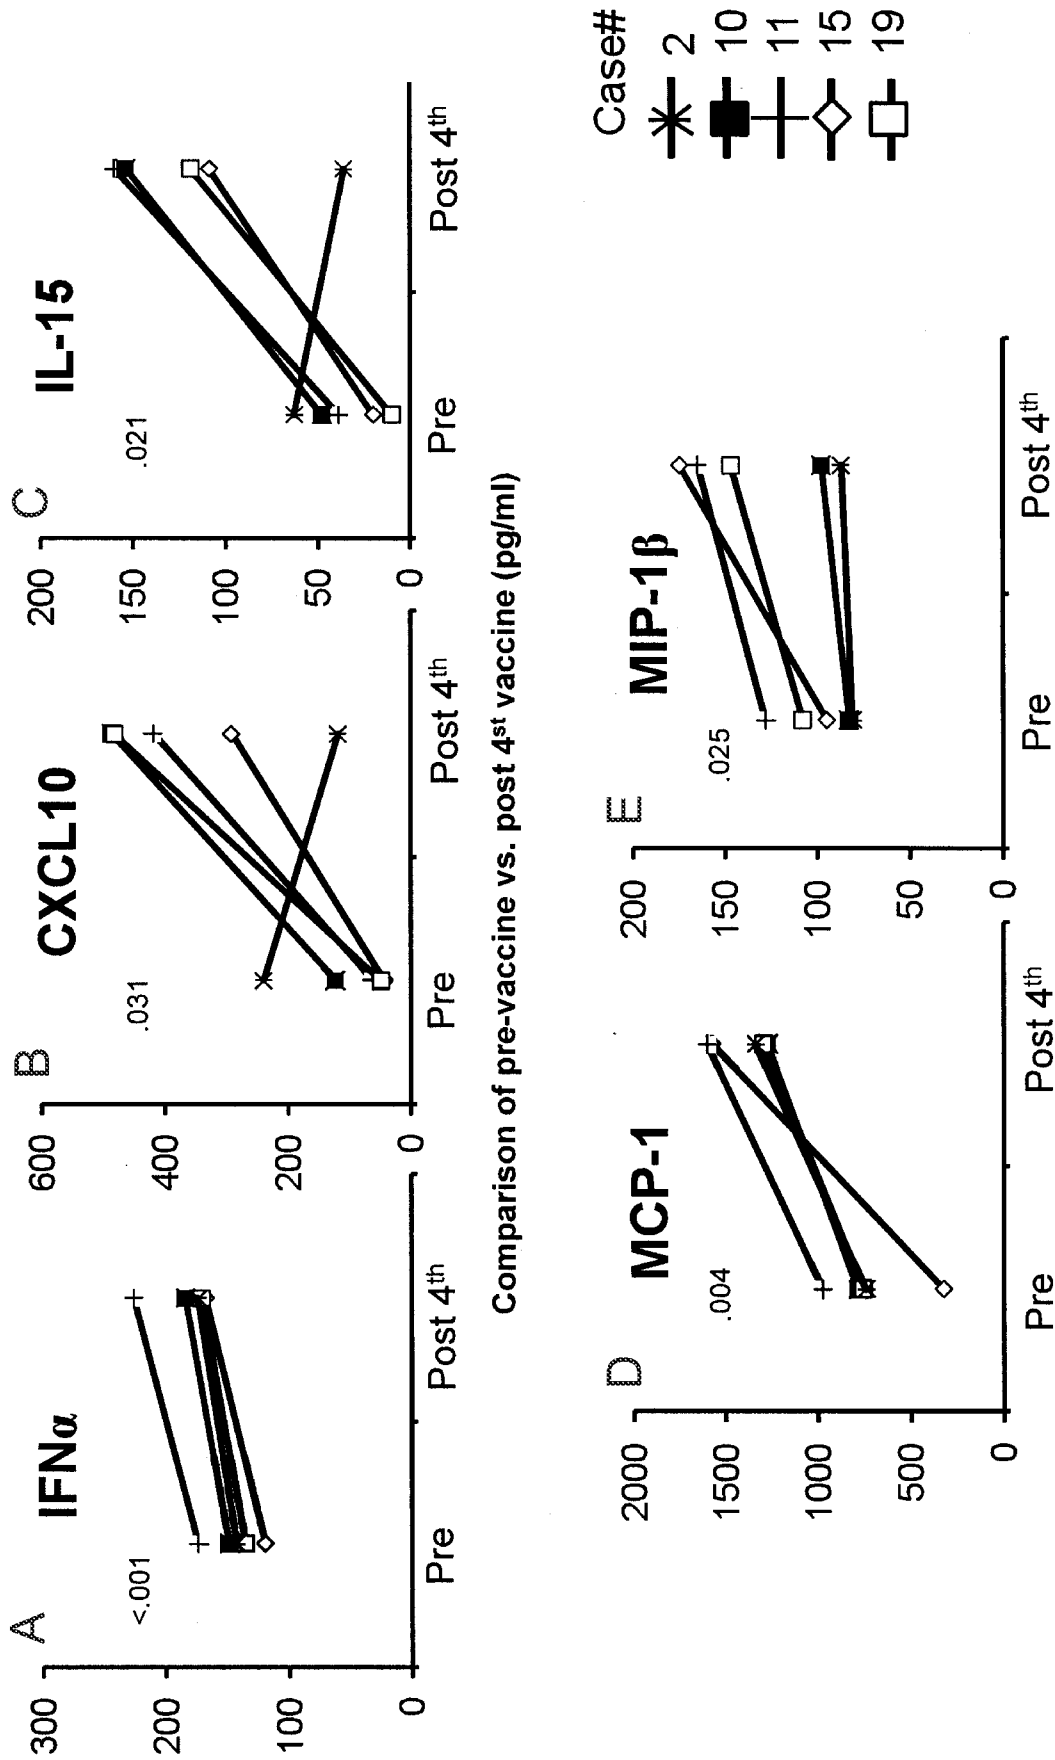 A
IFNα
<.001
300
200
100
0
Pre
Post 4th
B
CXCL10
.031
600
400
200
0
Pre
Post 4th
C
IL-15
.021
200
150
100
50
0
Pre
Post 4th
Comparison of pre-vaccine vs. post 4st vaccine (pg/ml)
D
MCP-1
.004
2000
1500
1000
500
0
Pre
Post 4th
E
MIP-1β
.025
200
150
100
50
0
Pre
Post 4th
Case#
2
10
11
15
19